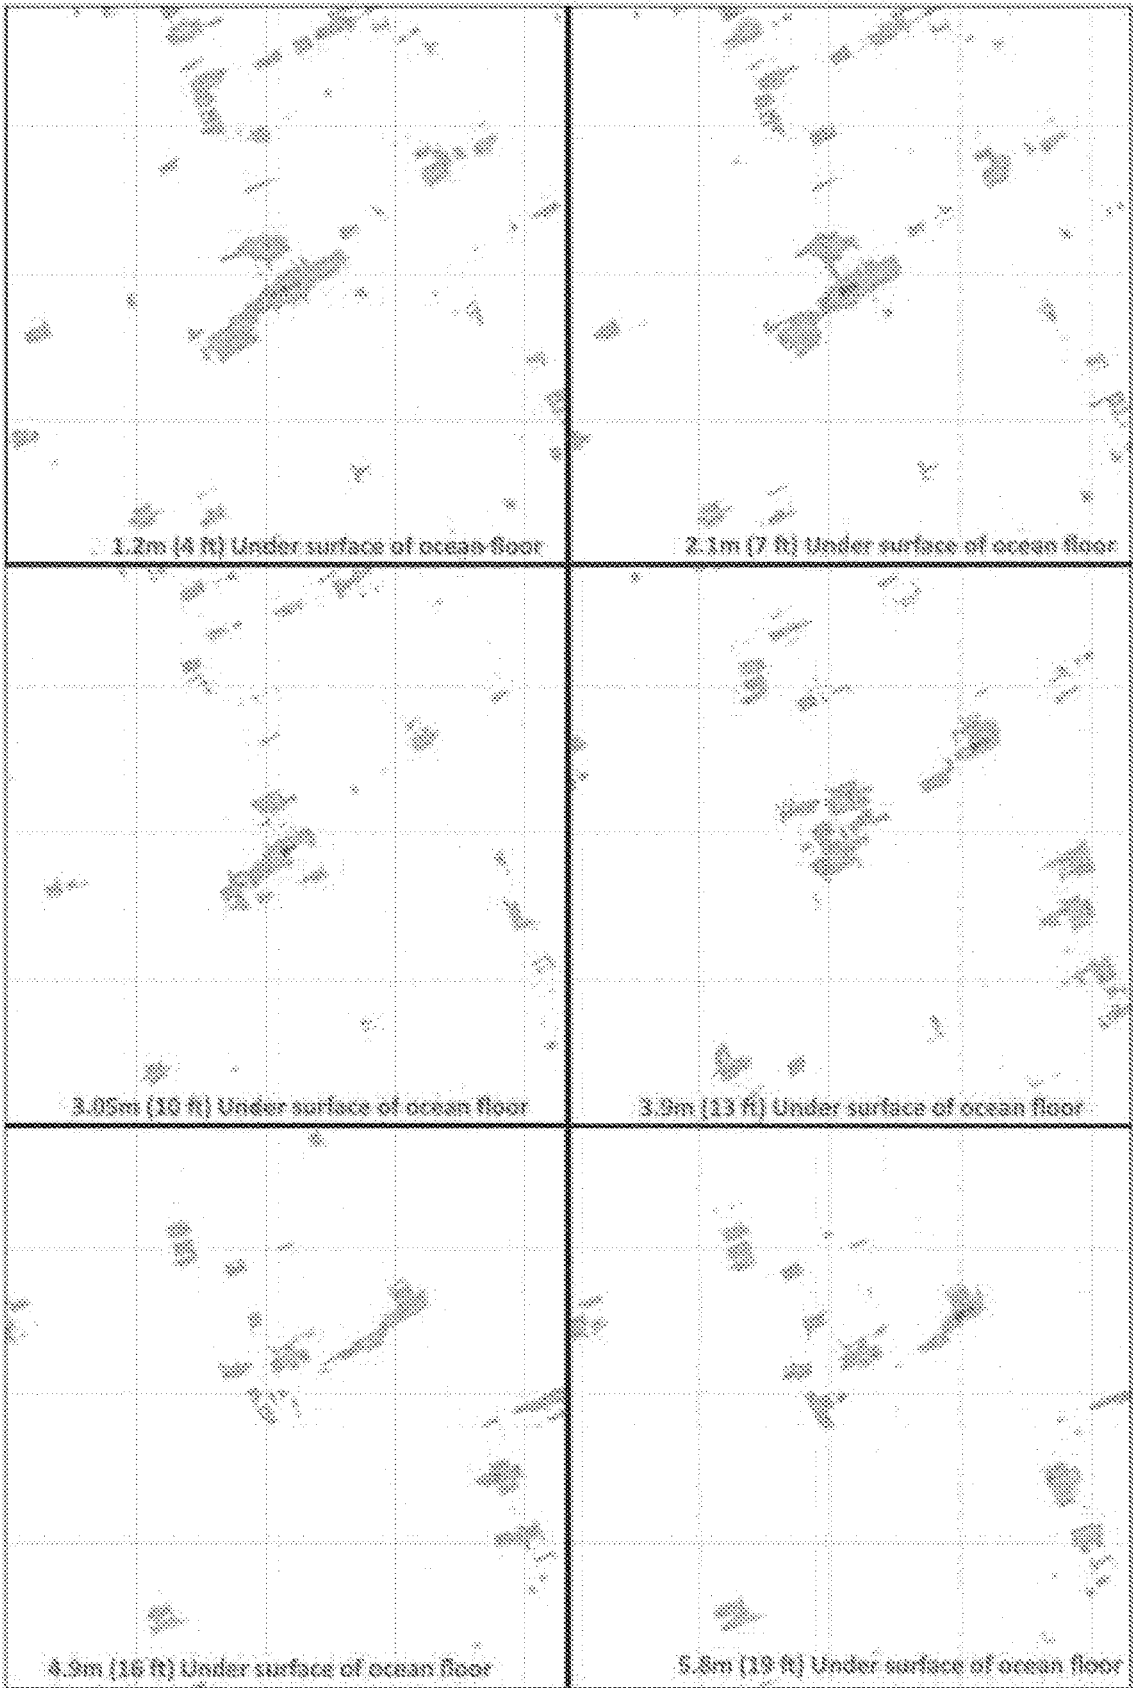 1.2m (4 ft) Under surface of ocean floor
2.1m (7 ft) Under surface of ocean floor
3.05m (10 ft) Under surface of ocean floor
3.9m (13 ft) Under surface of ocean floor
4.9m (16 ft) Under surface of ocean floor
5.8m (19 ft) Under surface of ocean floor